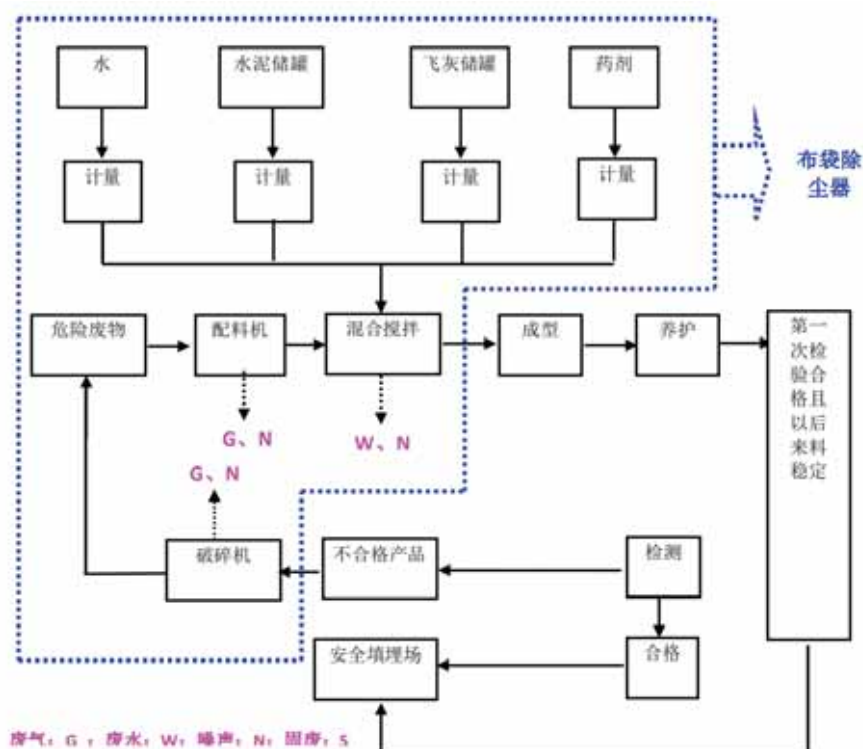 水
水泥储罐
飞灰储罐
药剂
计量
计量
计量
计量
布袋除
尘器
危险废物
配料机
混合搅拌
成型
养护
第一
次检
验合
格且
以后
来料
稳定
G、N
W、N
G、N
破碎机
不合格产品
检测
安全填埋场
合格
废气：G ，废水：W；噪声：N；固废：S